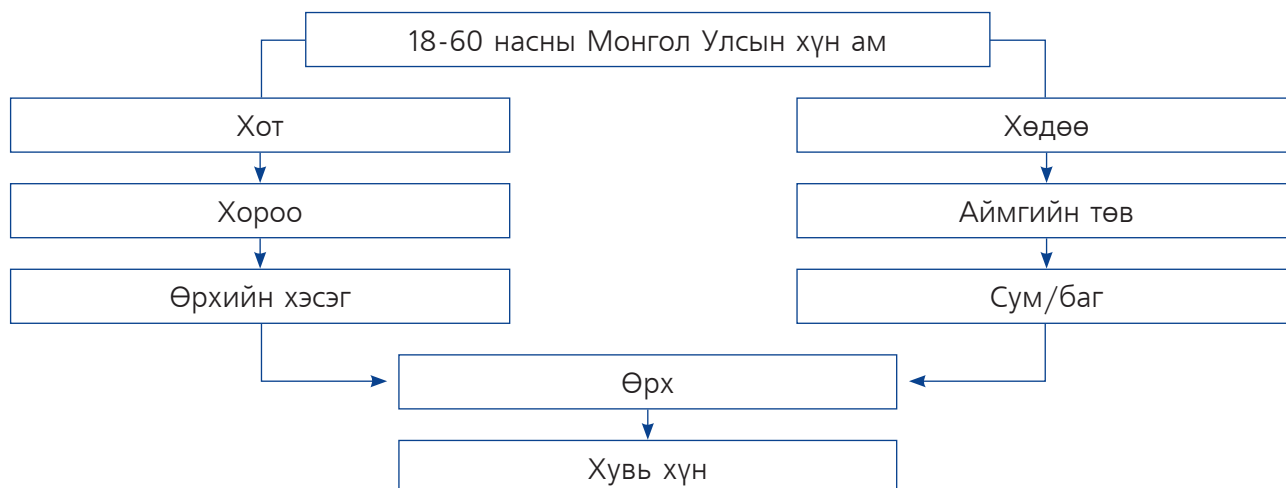 18-60 насны Монгол Улсын хүн ам
Хот
Хөдөө
Хороо
Аймгийн төв
Өрхийн хэсэг
Сум/баг
Өрх
Хувь хүн